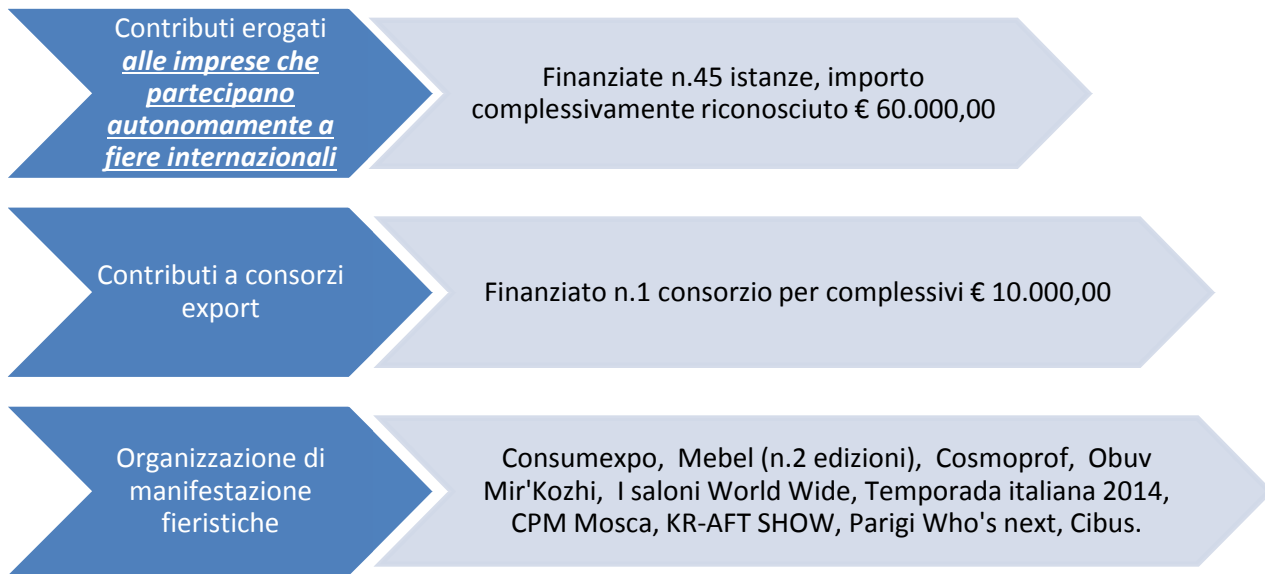 Contributi erogati
alle imprese che
partecipano
autonomamente a
fiere internazionali
Finanziate n.45 istanze, importo
complessivamente riconosciuto € 60.000,00
Contributi a consorzi
export
Finanziato n.1 consorzio per complessivi € 10.000,00
Organizzazione di
manifestazione
fieristiche
Consumexpo, Mebel (n.2 edizioni), Cosmoprof, Obuv
Mir'Kozhi, I saloni World Wide, Temporada italiana 2014,
CPM Mosca, KR-AFT SHOW, Parigi Who's next, Cibus.